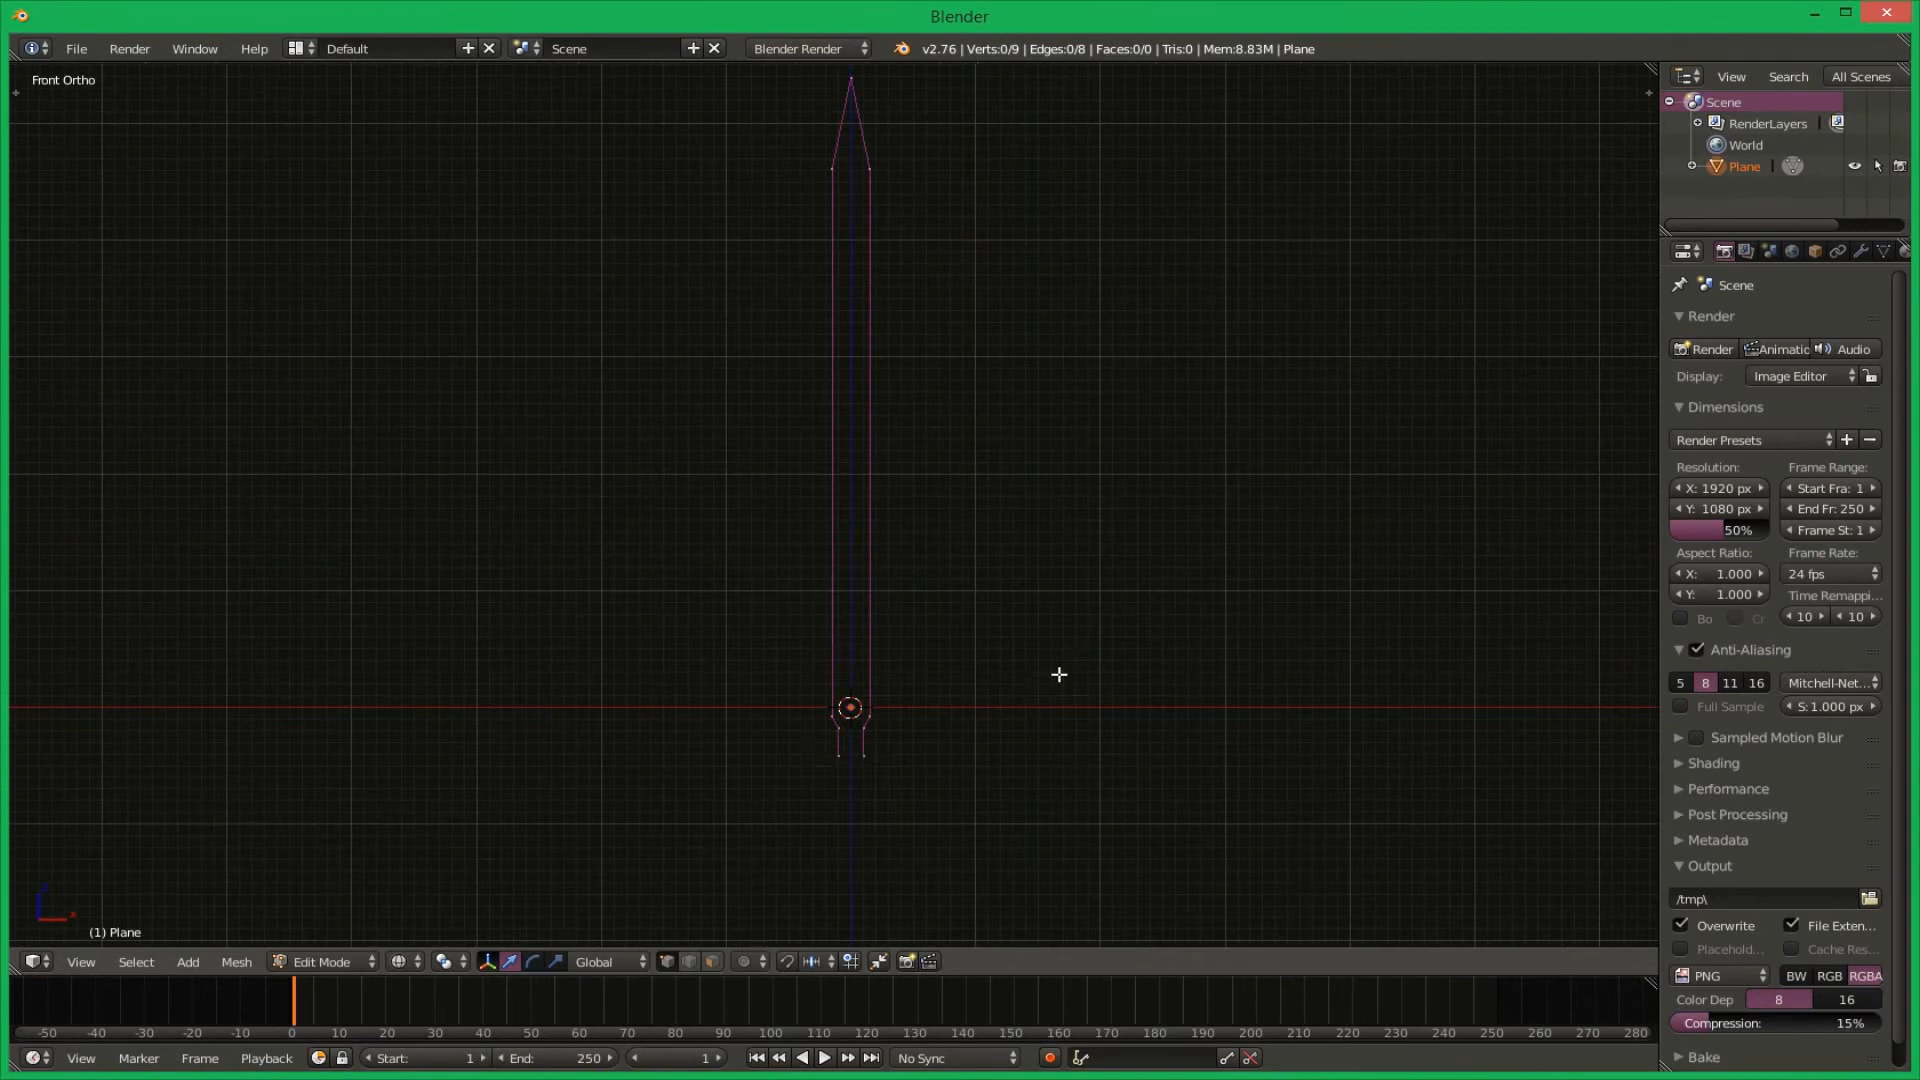 Blender
File Render Window Help Default Scene Blender Render v2.76 | Verts:0/9 | Edges:0/8 | Faces:0/0 | Tris:0 | Mem:8.83M | Plane
Front Ortho
View Search All Scenes
Scene
RenderLayers
World
Plane
Scene
Render
Render Animatic Audio
Display: Image Editor
Dimensions
Render Presets
Resolution: Frame Range:
X: 1920 px Start Fra: 1
Y: 1080 px End Fr: 250
50% Frame St: 1
Aspect Ratio: Frame Rate:
X: 1.000 24 fps
Y: 1.000 Time Remappi...
Bo Cr 10 10
Anti-Aliasing
5 8 11 16 Mitchell-Net...
Full Sample S:1.000 px
Sampled Motion Blur
Shading
Performance
Post Processing
Metadata
Output
/tmp\
Overwrite File Exten...
Placehold... Cache Res...
PNG BW RGB RGBA
Color Dep 8 16
Compression: 15%
Bake
z
x
(1) Plane
View Select Add Mesh Edit Mode Global
-50 -40 -30 -20 -10 0 10 20 30 40 50 60 70 80 90 100 110 120 130 140 150 160 170 180 190 200 210 220 230 240 250 260 270 280
View Marker Frame Playback Start: 1 End: 250 1 No Sync